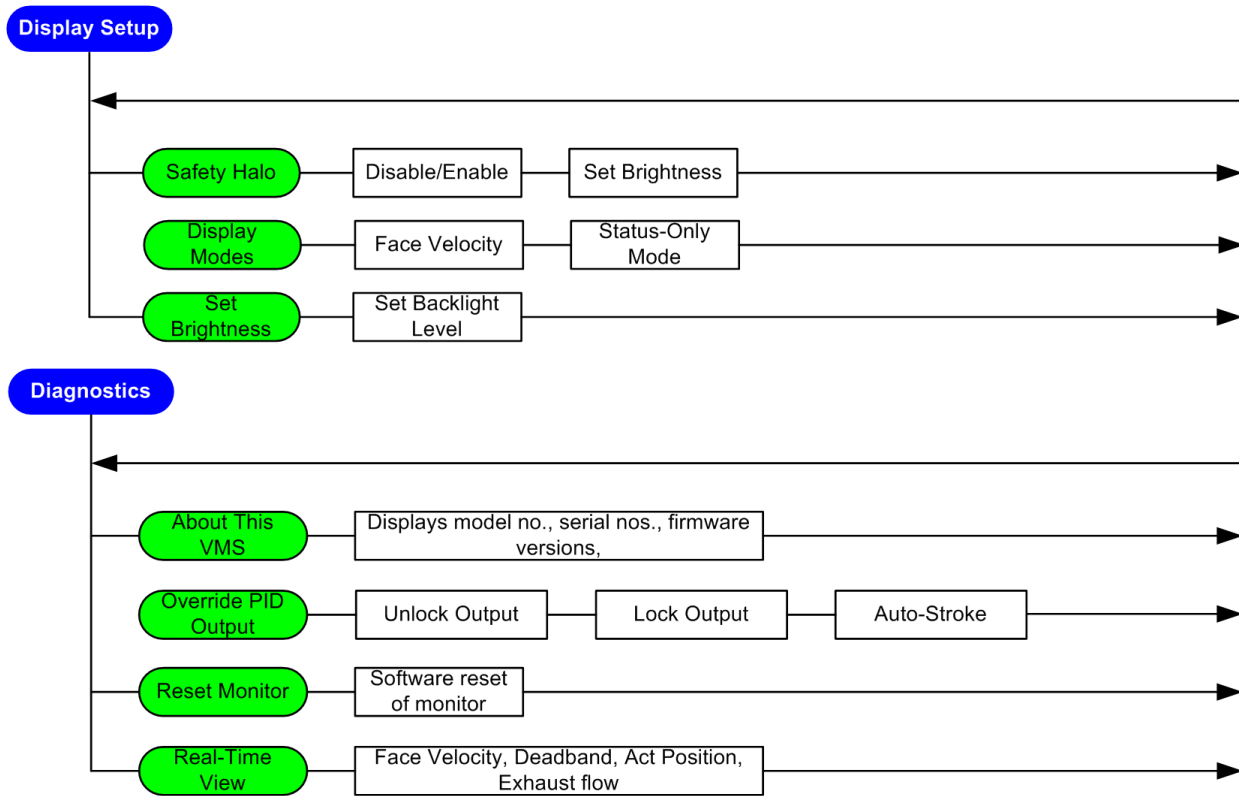 Display Setup
Safety Halo
Disable/Enable
Set Brightness
Display
Modes
Face Velocity
Status-Only
Mode
Set
Brightness
Set Backlight
Level
Diagnostics
About This
VMS
Displays model no., serial nos., firmware
versions,
Override PID
Output
Unlock Output
Lock Output
Auto-Stroke
Reset Monitor
Software reset
of monitor
Real-Time
View
Face Velocity, Deadband, Act Position,
Exhaust flow